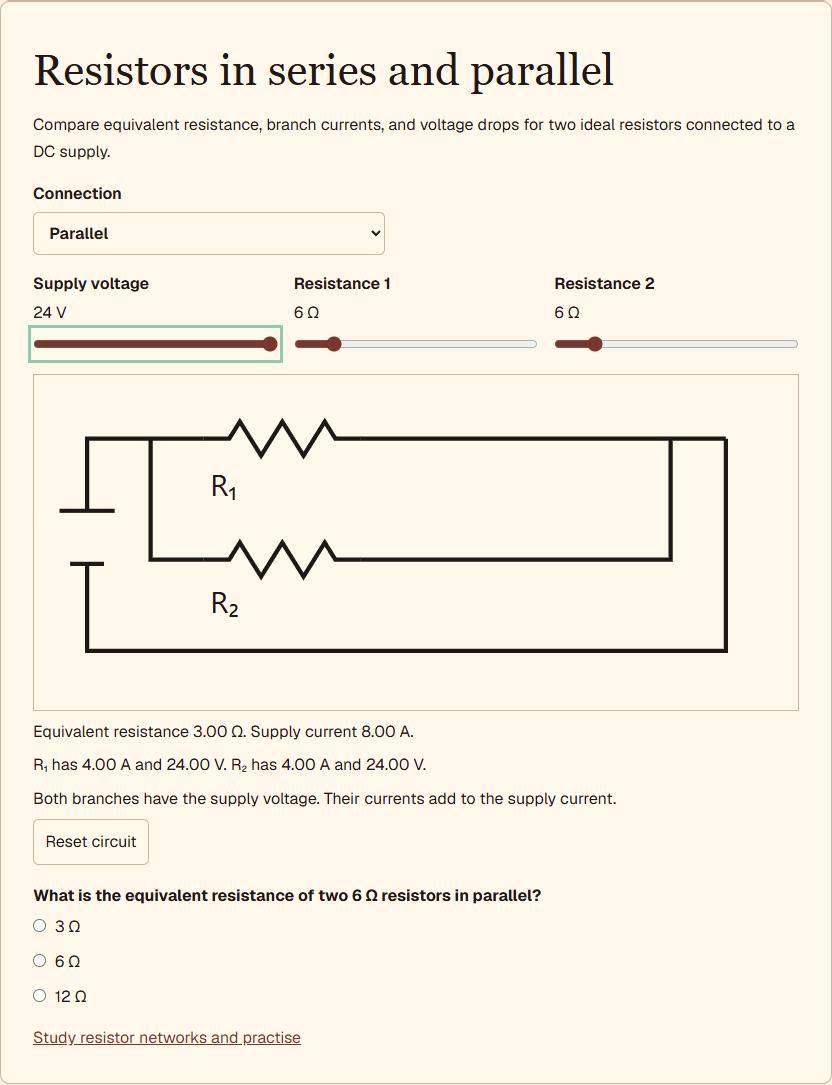 Resistors in series and parallel
Compare equivalent resistance, branch currents, and voltage drops for two ideal resistors connected to a
DC supply.
Connection
Parallel
Supply voltage
24 V
Resistance 1
6 Ω
Resistance 2
6 Ω
R₁
R₂
Equivalent resistance 3.00 Ω. Supply current 8.00 A.
R₁ has 4.00 A and 24.00 V. R₂ has 4.00 A and 24.00 V.
Both branches have the supply voltage. Their currents add to the supply current.
Reset circuit
What is the equivalent resistance of two 6 Ω resistors in parallel?
3 Ω
6 Ω
12 Ω
Study resistor networks and practise